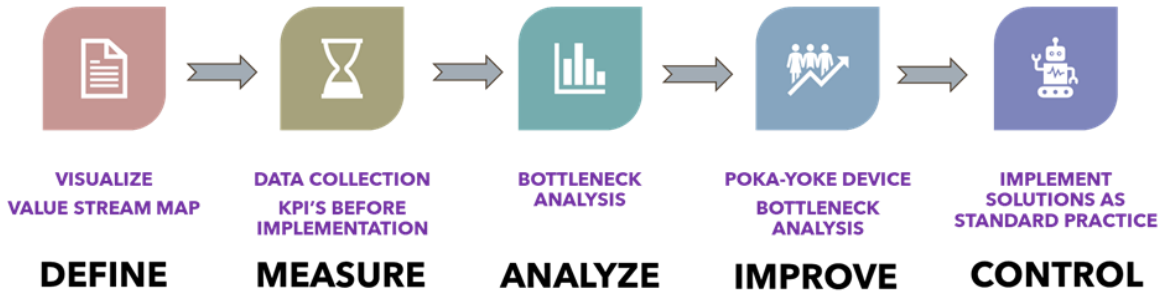 VISUALIZE
VALUE STREAM MAP
DATA COLLECTION
KPI'S BEFORE
IMPLEMENTATION
BOTTLENECK
ANALYSIS
POKA-YOKE DEVICE
BOTTLENECK
ANALYSIS
IMPLEMENT
SOLUTIONS AS
STANDARD PRACTICE
DEFINE
MEASURE
ANALYZE
IMPROVE
CONTROL